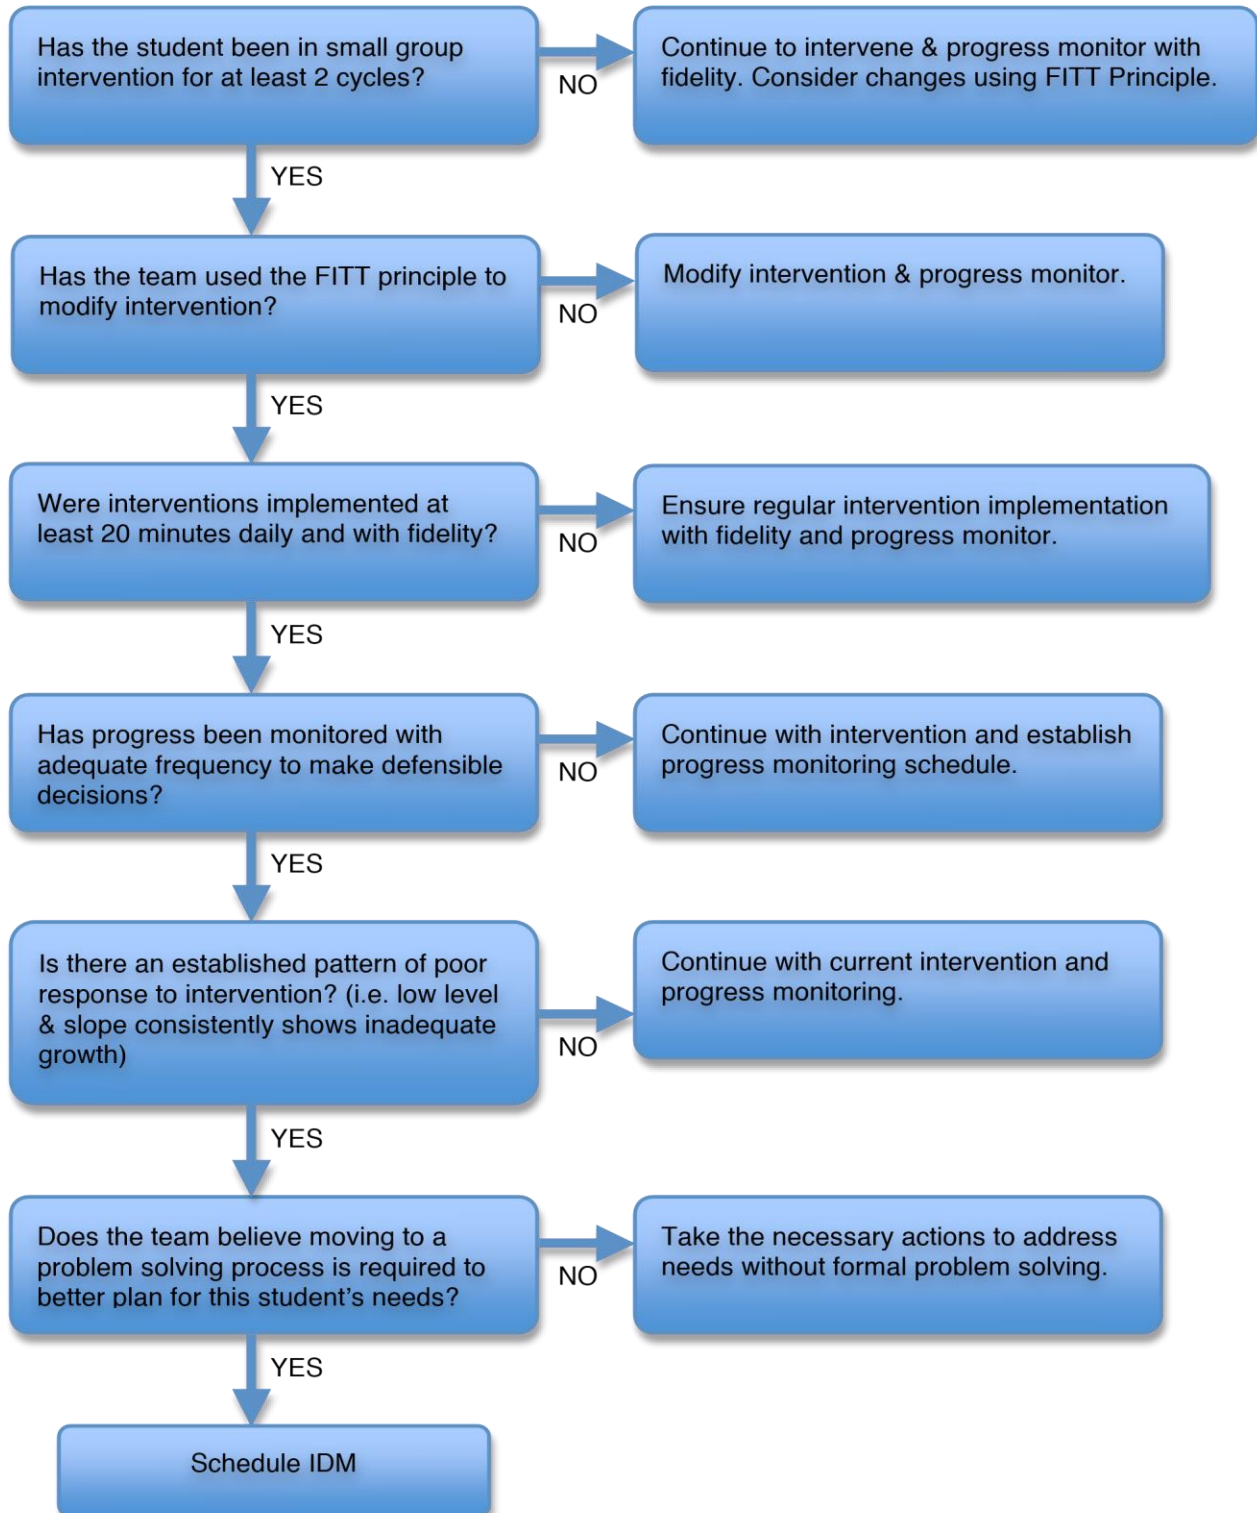 Has the student been in small group
intervention for at least 2 cycles?
NO
Continue to intervene & progress monitor with
fidelity. Consider changes using FITT Principle.
YES
Has the team used the FITT principle to
modify intervention?
NO
Modify intervention & progress monitor.
YES
Were interventions implemented at
least 20 minutes daily and with fidelity?
NO
Ensure regular intervention implementation
with fidelity and progress monitor.
YES
Has progress been monitored with
adequate frequency to make defensible
decisions?
NO
Continue with intervention and establish
progress monitoring schedule.
YES
Is there an established pattern of poor
response to intervention? (i.e. low level
& slope consistently shows inadequate
growth)
NO
Continue with current intervention and
progress monitoring.
YES
Does the team believe moving to a
problem solving process is required to
better plan for this student's needs?
NO
Take the necessary actions to address
needs without formal problem solving.
YES
Schedule IDM